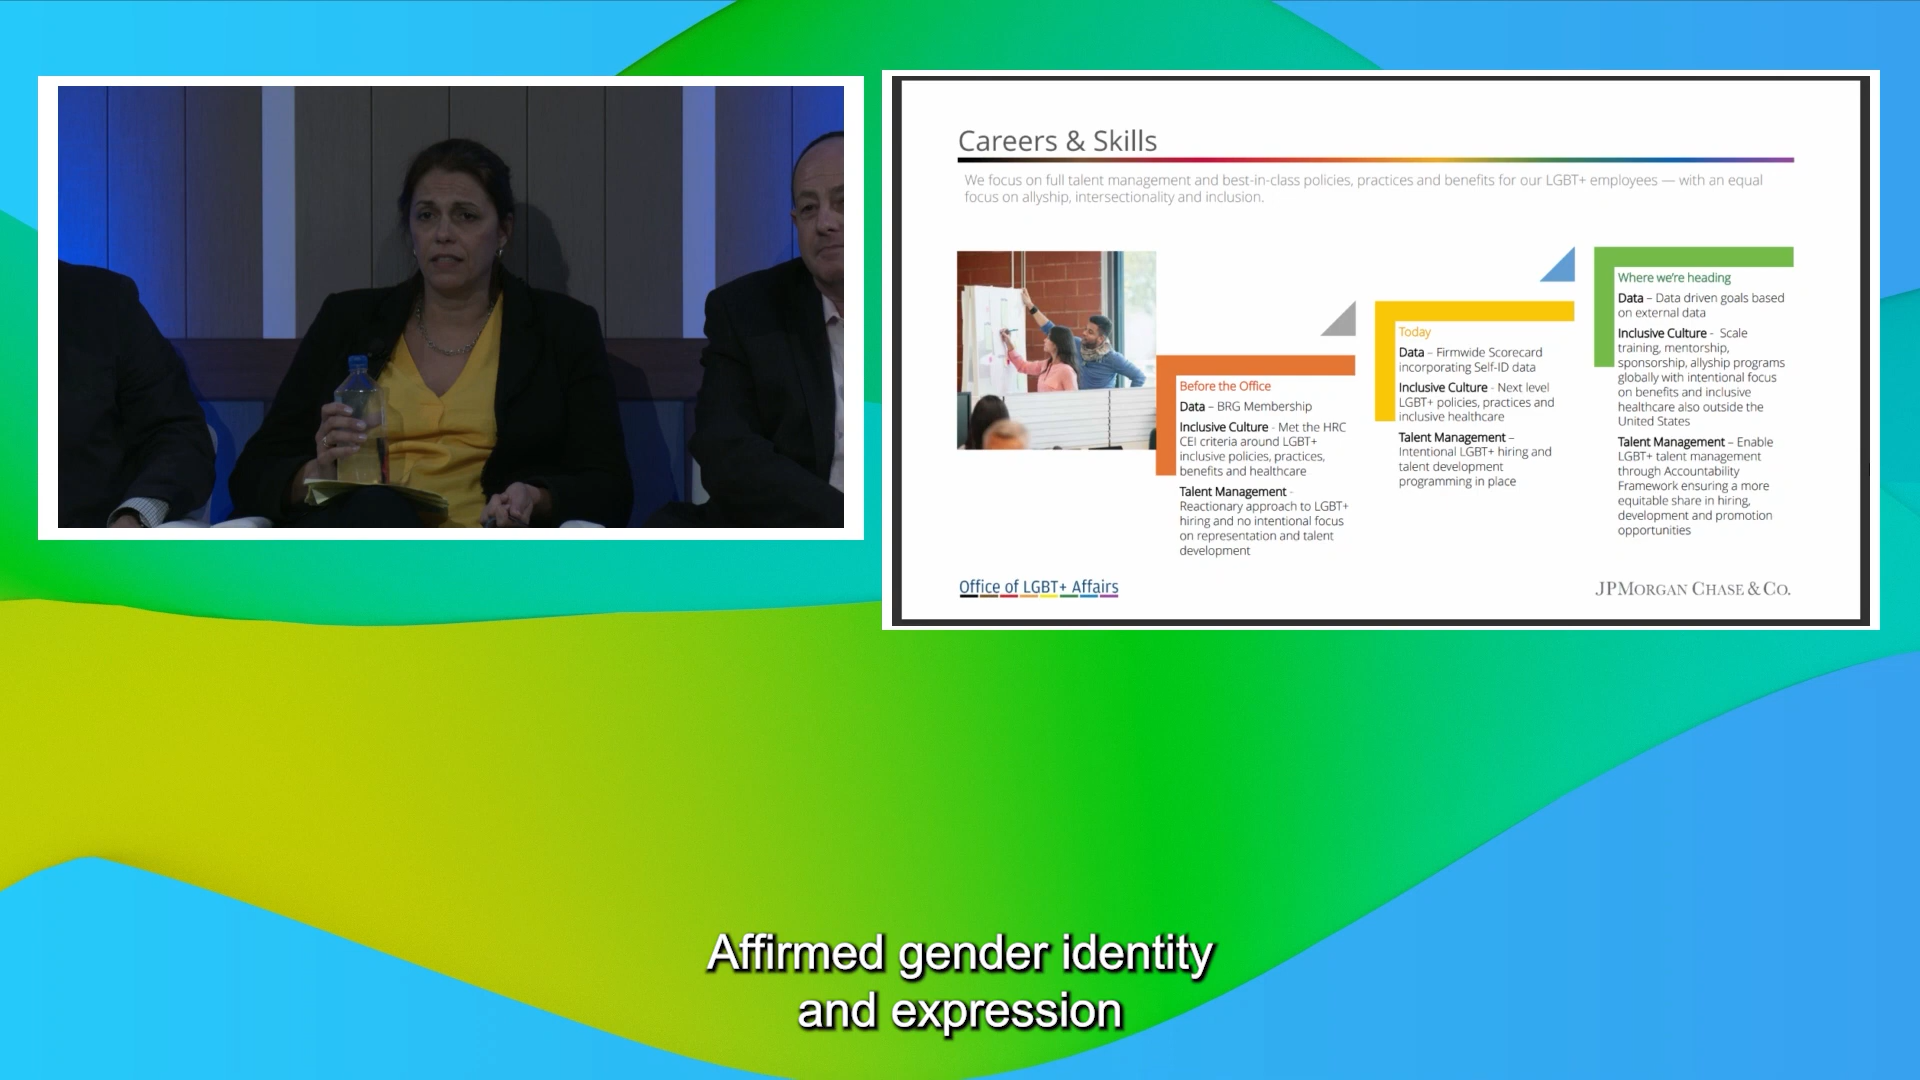 Careers & Skills
We focus on full talent management and best-in-class policies, practices and benefits for our LGBT+ employees — with an equal
focus on allyship, intersectionality and inclusion.
Before the Office
Data – BRG Membership
Inclusive Culture - Met the HRC
CEI criteria around LGBT+
inclusive policies, practices,
benefits and healthcare
Talent Management -
Reactionary approach to LGBT+
hiring and no intentional focus
on representation and talent
development
Today
Data – Firmwide Scorecard
incorporating Self-ID data
Inclusive Culture - Next level
LGBT+ policies, practices and
inclusive healthcare
Talent Management –
Intentional LGBT+ hiring and
talent development
programming in place
Where we're heading
Data – Data driven goals based
on external data
Inclusive Culture - Scale
training, mentorship,
sponsorship, allyship programs
globally with intentional focus
on benefits and inclusive
healthcare also outside the
United States
Talent Management – Enable
LGBT+ talent management
through Accountability
Framework ensuring a more
equitable share in hiring,
development and promotion
opportunities
Office of LGBT+ Affairs
JPMORGAN CHASE & CO.
Affirmed gender identity
and expression